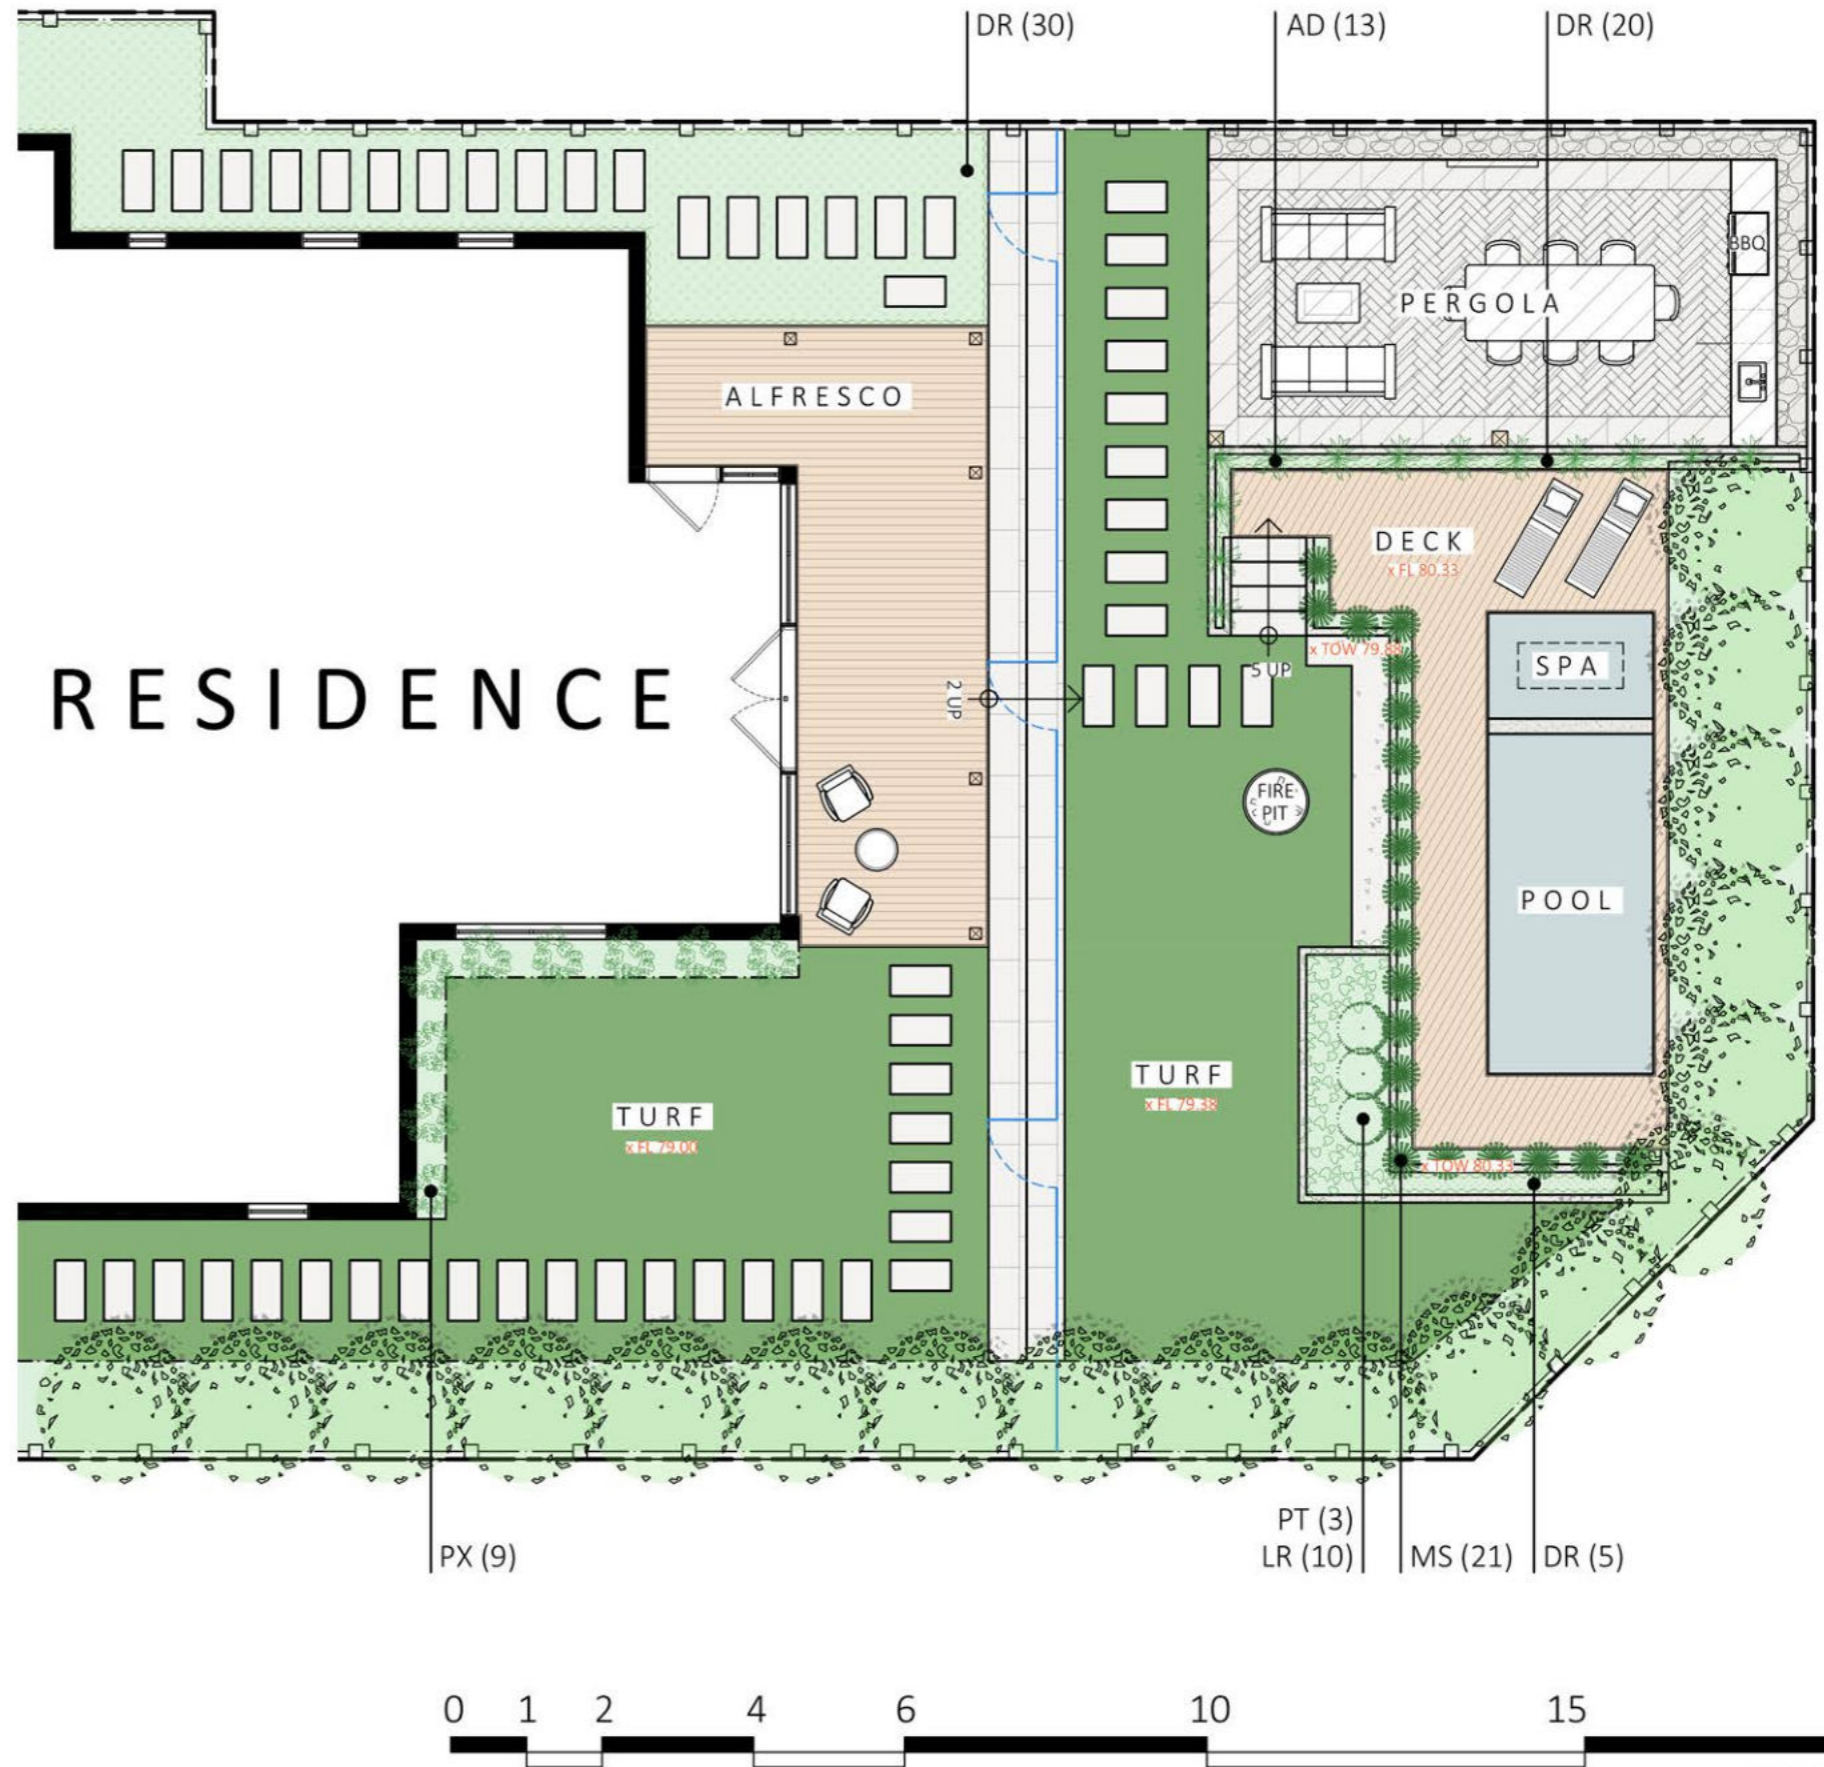 DR (30)
AD (13)
DR (20)
BBQ
PERGOLA
ALFRESCO
DECK
x FL 80.33
x TOW 79.88
SPA
5 UP
2 UP
RESIDENCE
FIRE
PIT
POOL
TURF
x FL 79.38
TURF
x FL 79.00
x TOW 80.33
PT (3)
PX (9)
LR (10)
MS (21)
DR (5)
0 1 2 4 6 10 15